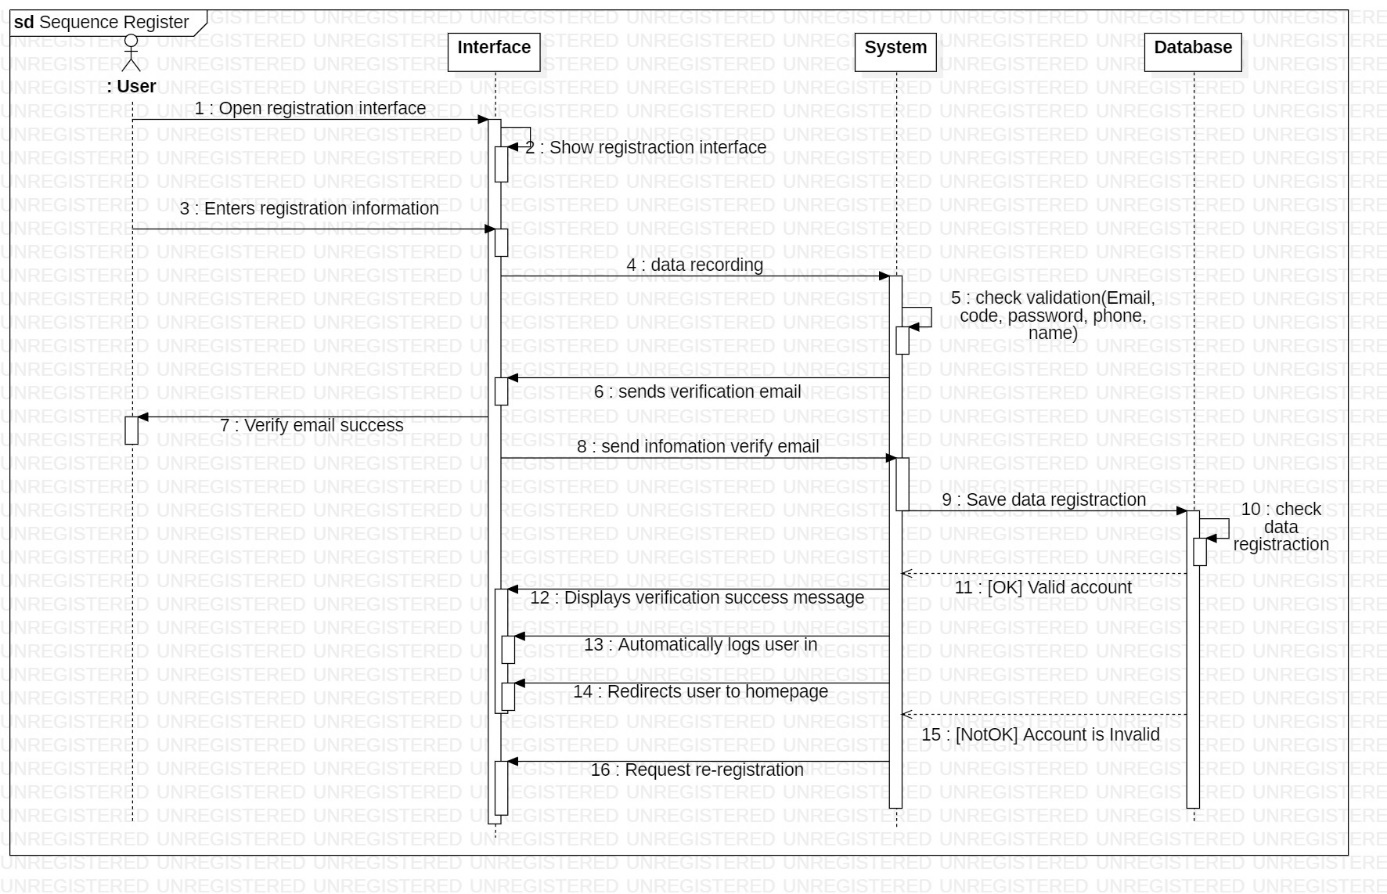 sd Sequence Register
Interface
System
Database
: User
1 : Open registration interface
2 : Show registraction interface
3 : Enters registration information
4 : data recording
5 : check validation(Email,
code, password, phone,
name)
6 : sends verification email
7 : Verify email success
8 : send infomation verify email
9 : Save data registraction
10 : check
data
registraction
11 : [OK] Valid account
12 : Displays verification success message
13 : Automatically logs user in
14 : Redirects user to homepage
15 : [NotOK] Account is Invalid
16 : Request re-registration
UNREGISTERED